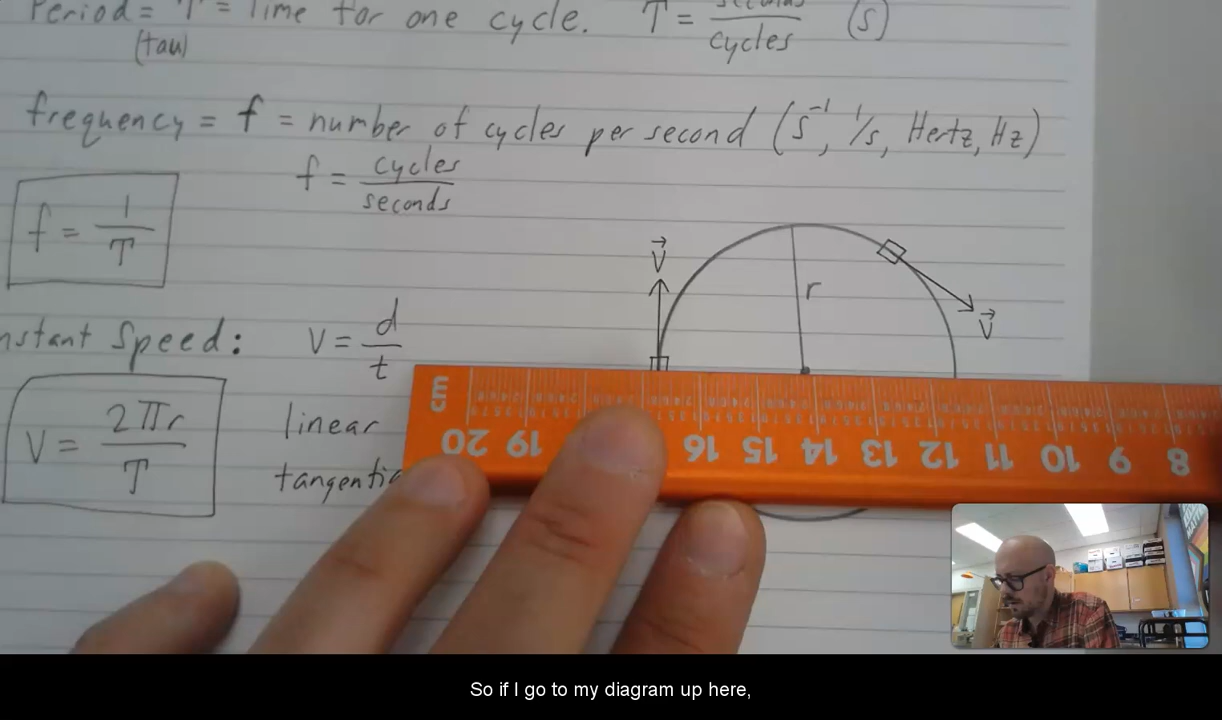 Period = T = Time for one cycle. T = seconds / cycles (s)
(tau)
frequency = f = number of cycles per second (s⁻¹, 1/s, Hertz, Hz)
f = cycles / seconds
f = 1 / T
V⃗
r
V⃗
nstant Speed: V = d / t
V = 2πr / T
linear
tangentia
cm
20 19 16 15 14 13 12 11 10 9 8
So if I go to my diagram up here,